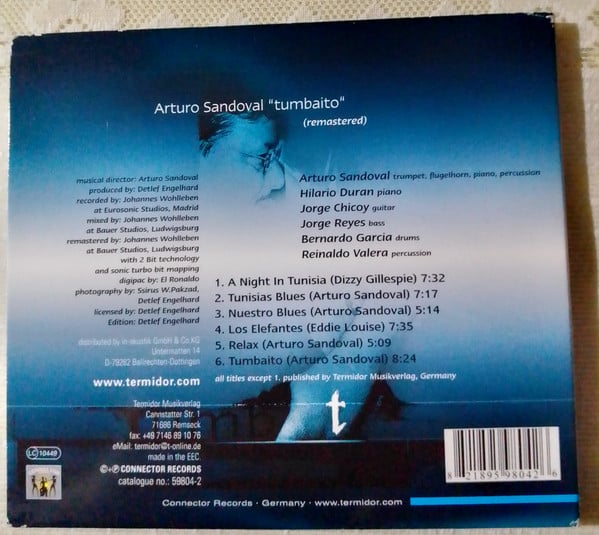 Arturo Sandoval "tumbaito"
(remastered)
musical director: Arturo Sandoval
produced by: Detlef Engelhard
recorded by: Johannes Wohlleben
at Eurosonic Studios, Madrid
mixed by: Johannes Wohlleben
at Bauer Studios, Ludwigsburg
remastered by: Johannes Wohlleben
at Bauer Studios, Ludwigsburg
with 2 Bit technology
and sonic turbo bit mapping
digipac by: El Ronaldo
photography by: Ssirus W.Pakzad,
Detlef Engelhard
licensed by: Detlef Engelhard
Edition: Detlef Engelhard
distributed by in-akustik GmbH & Co.KG
Untermatten 14
D-79282 Ballrechten-Dottingen
www.termidor.com
Termidor Musikverlag
Cannstatter Str. 1
71686 Remseck
fax: +49 7146 89 10 76
eMail: termidor@t-online.de
made in the EEC.
©+℗ CONNECTOR RECORDS
catalogue no.: 59804-2
Arturo Sandoval trumpet, flugelhorn, piano, percussion
Hilario Duran piano
Jorge Chicoy guitar
Jorge Reyes bass
Bernardo Garcia drums
Reinaldo Valera percussion
1. A Night In Tunisia (Dizzy Gillespie) 7:32
2. Tunisias Blues (Arturo Sandoval) 7:17
3. Nuestro Blues (Arturo Sandoval) 5:14
4. Los Elefantes (Eddie Louise) 7:35
5. Relax (Arturo Sandoval) 5:09
6. Tumbaito (Arturo Sandoval) 8:24
all titles except 1. published by Termidor Musikverlag, Germany
t
LC 10449
8 21895 98042 6
Connector Records · Germany · www.termidor.com